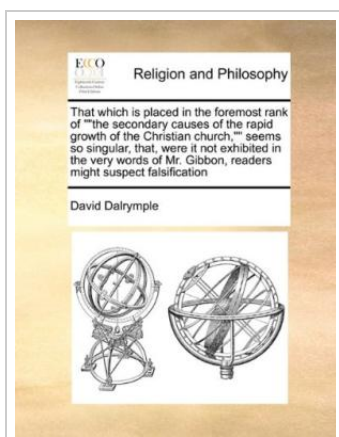 ECCO
Religion and Philosophy
That which is placed in the foremost rank
of ""the secondary causes of the rapid
growth of the Christian church,"" seems
so singular, that, were it not exhibited in
the very words of Mr. Gibbon, readers
might suspect falsification
David Dalrymple